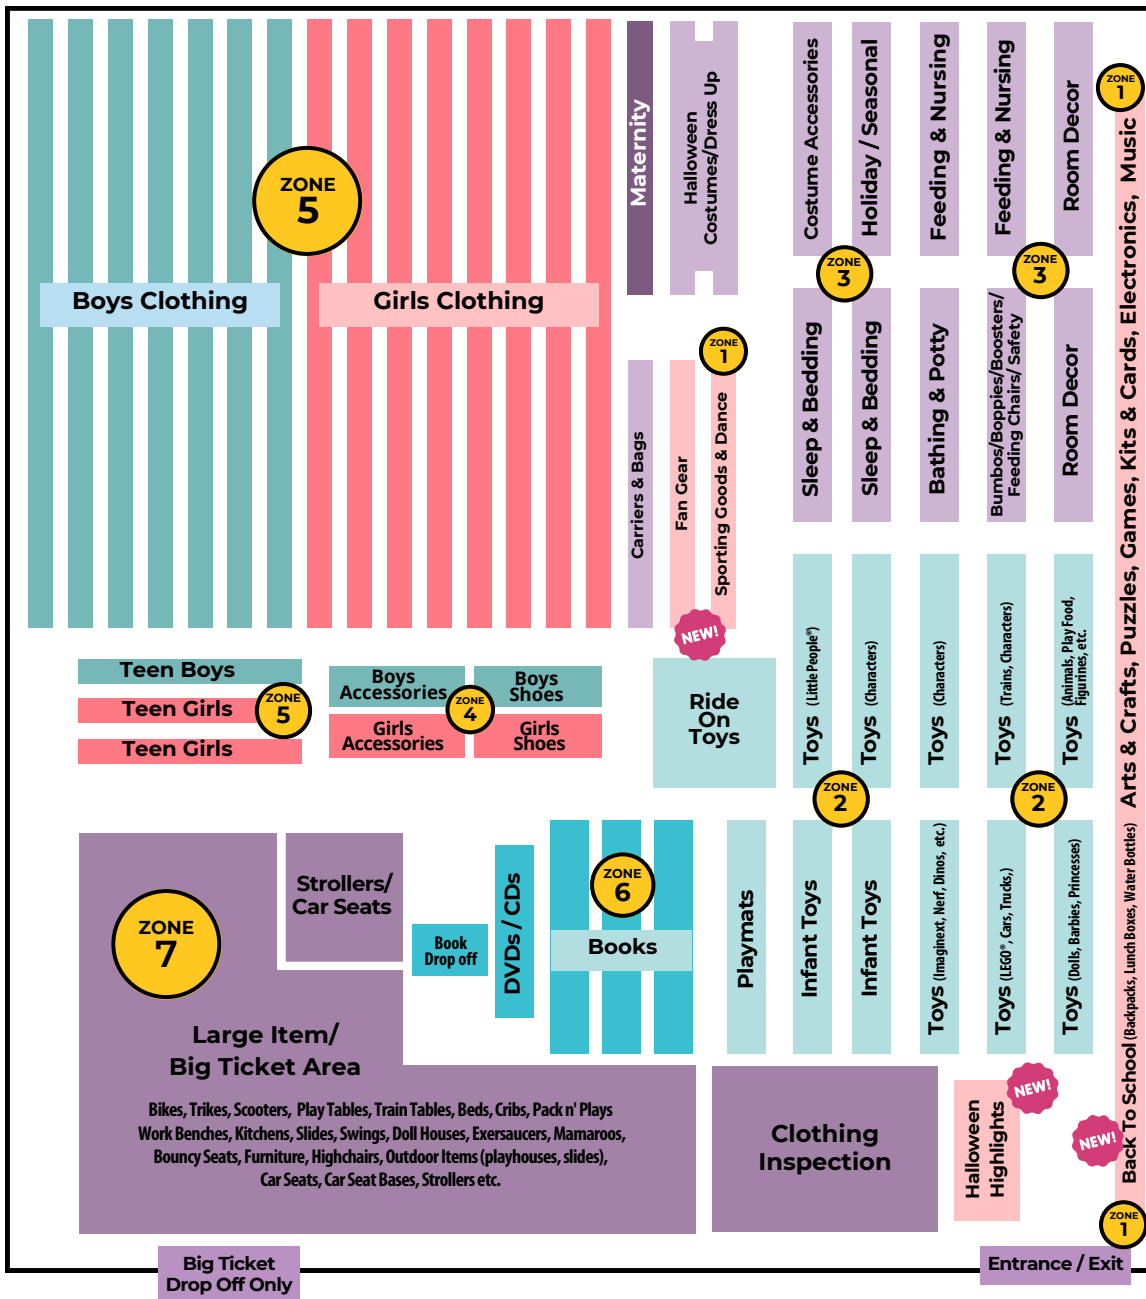 ZONE
5
Boys Clothing
Girls Clothing
Maternity
Halloween
Costumes/Dress Up
Costume Accessories
Holiday / Seasonal
Feeding & Nursing
Feeding & Nursing
Room Decor
ZONE
1
ZONE
3
ZONE
3
Carriers & Bags
Fan Gear
ZONE
1
Sporting Goods & Dance
NEW!
Sleep & Bedding
Sleep & Bedding
Bathing & Potty
Bumbos/Boppies/Boosters/
Feeding Chairs/ Safety
Room Decor
Arts & Crafts, Puzzles, Games, Kits & Cards, Electronics, Music
Teen Boys
Teen Girls
Teen Girls
ZONE
5
Boys
Accessories
Boys
Shoes
ZONE
4
Girls
Accessories
Girls
Shoes
Ride
On
Toys
Toys (Little People®)
Toys (Characters)
Toys (Characters)
Toys (Trains, Characters)
Toys (Animals, Play Food,
Figurines, etc.
ZONE
2
ZONE
2
ZONE
7
Strollers/
Car Seats
Book
Drop off
DVDs / CDs
ZONE
6
Books
Playmats
Infant Toys
Infant Toys
Toys (Imaginext, Nerf, Dinos, etc.)
Toys (LEGO®, Cars, Trucks,)
Toys (Dolls, Barbies, Princesses)
Back To School (Backpacks, Lunch Boxes, Water Bottles)
Large Item/
Big Ticket Area
Bikes, Trikes, Scooters, Play Tables, Train Tables, Beds, Cribs, Pack n' Plays
Work Benches, Kitchens, Slides, Swings, Doll Houses, Exersaucers, Mamaroos,
Bouncy Seats, Furniture, Highchairs, Outdoor Items (playhouses, slides),
Car Seats, Car Seat Bases, Strollers etc.
Clothing
Inspection
Halloween
Highlights
NEW!
NEW!
ZONE
1
Big Ticket
Drop Off Only
Entrance / Exit